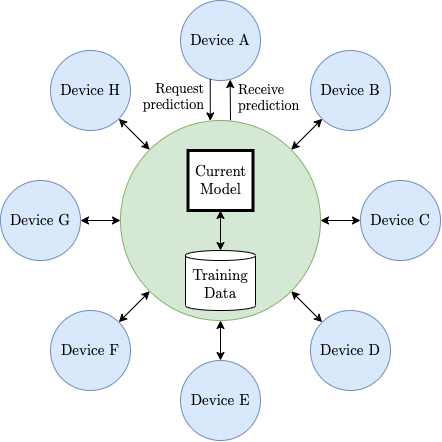 Device A
Device H
Request
prediction
Receive
prediction
Device B
Current
Model
Device G
Device C
Training
Data
Device F
Device D
Device E